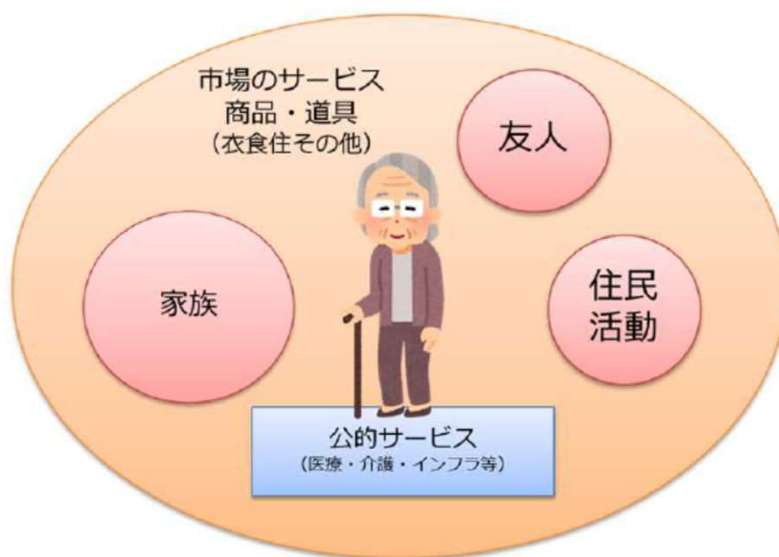 市場のサービス
商品・道具
（衣食住その他）
友人
家族
住民
活動
公的サービス
（医療・介護・インフラ等）